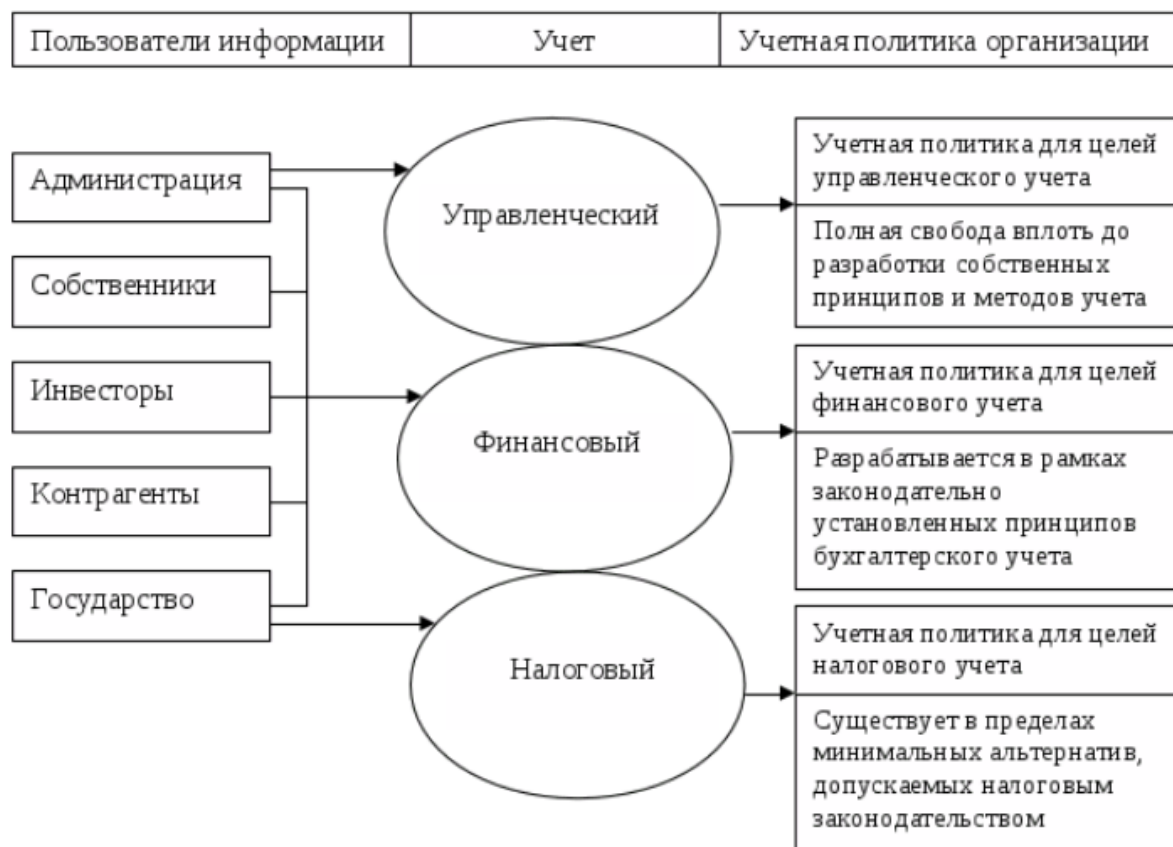 Пользователи информации
Учет
Учетная политика организации
Администрация
Собственники
Инвесторы
Контрагенты
Государство
Управленческий
Финансовый
Налоговый
Учетная политика для целей
управленческого учета
Полная свобода вплоть до
разработки собственных
принципов и методов учета
Учетная политика для целей
финансового учета
Разрабатывается в рамках
законодательно
установленных принципов
бухгалтерского учета
Учетная политика для целей
налогового учета
Существует в пределах
минимальных альтернатив,
допускаемых налоговым
законодательством